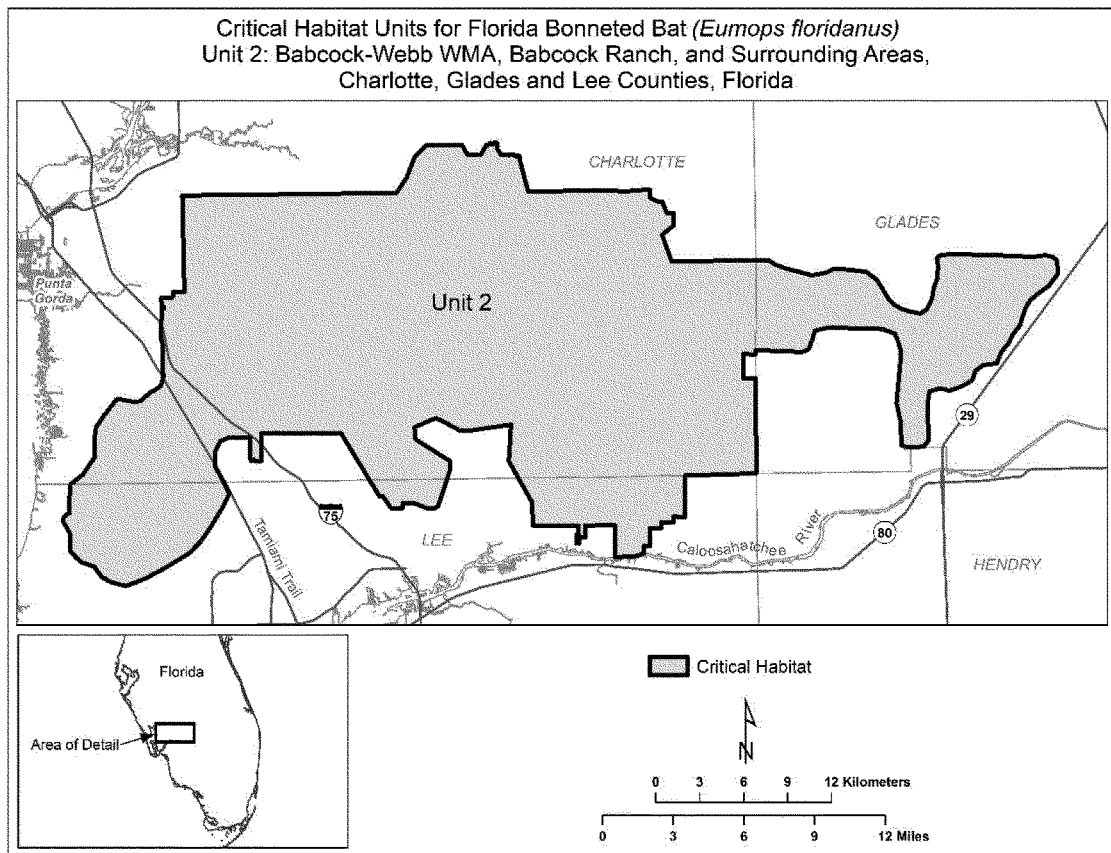 Critical Habitat Units for Florida Bonneted Bat (Eumops floridanus)
Unit 2: Babcock-Webb WMA, Babcock Ranch, and Surrounding Areas,
Charlotte, Glades and Lee Counties, Florida
CHARLOTTE
GLADES
Punta
Gorda
Unit 2
29
75
Tamiami Trail
LEE
Caloosahatchee
River
80
HENDRY
Florida
Area of Detail
Critical Habitat
N
0 3 6 9 12 Kilometers
0 3 6 9 12 Miles